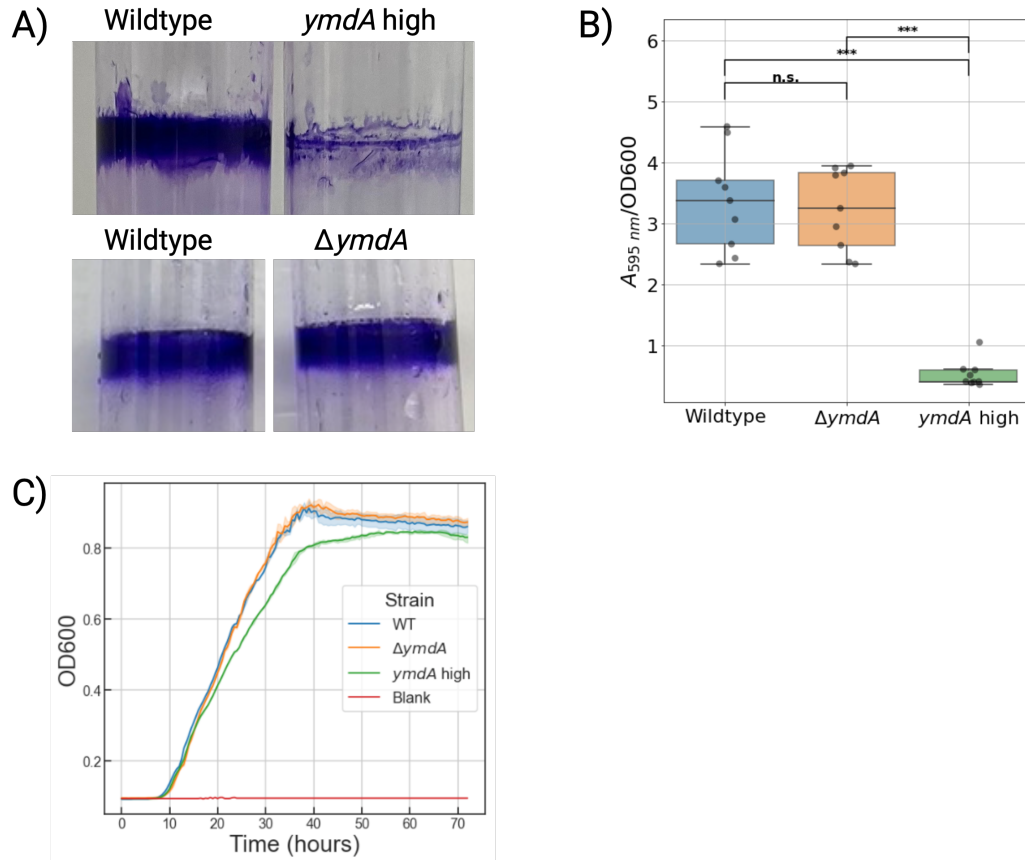 A)
Wildtype
ymdA high
Wildtype
ΔymdA
B)
6
5
4
3
2
1
A595 nm/OD600
***
***
n.s.
Wildtype
ΔymdA
ymdA high
C)
OD600
0.8
0.6
0.4
0.2
0 10 20 30 40 50 60 70
Time (hours)
Strain
WT
ΔymdA
ymdA high
Blank